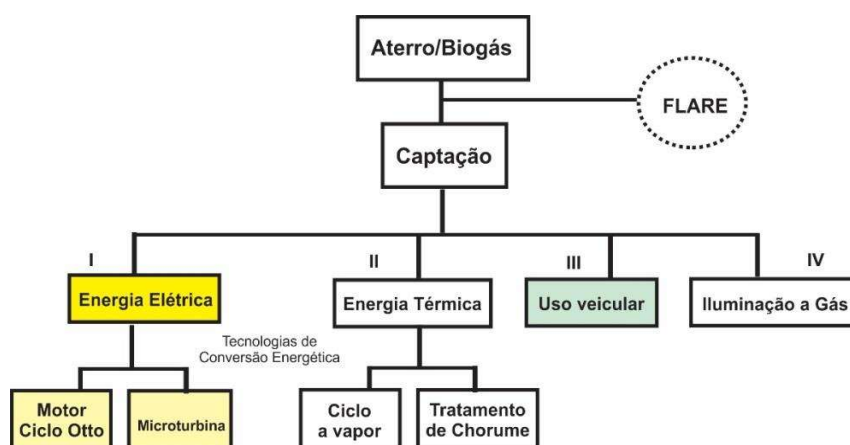 Aterro/Biogás
FLARE
Captação
I
II
III
IV
Energia Elétrica
Energia Térmica
Uso veicular
Iluminação a Gás
Tecnologias de
Conversão Energética
Motor
Ciclo Otto
Microturbina
Ciclo
a vapor
Tratamento
de Chorume